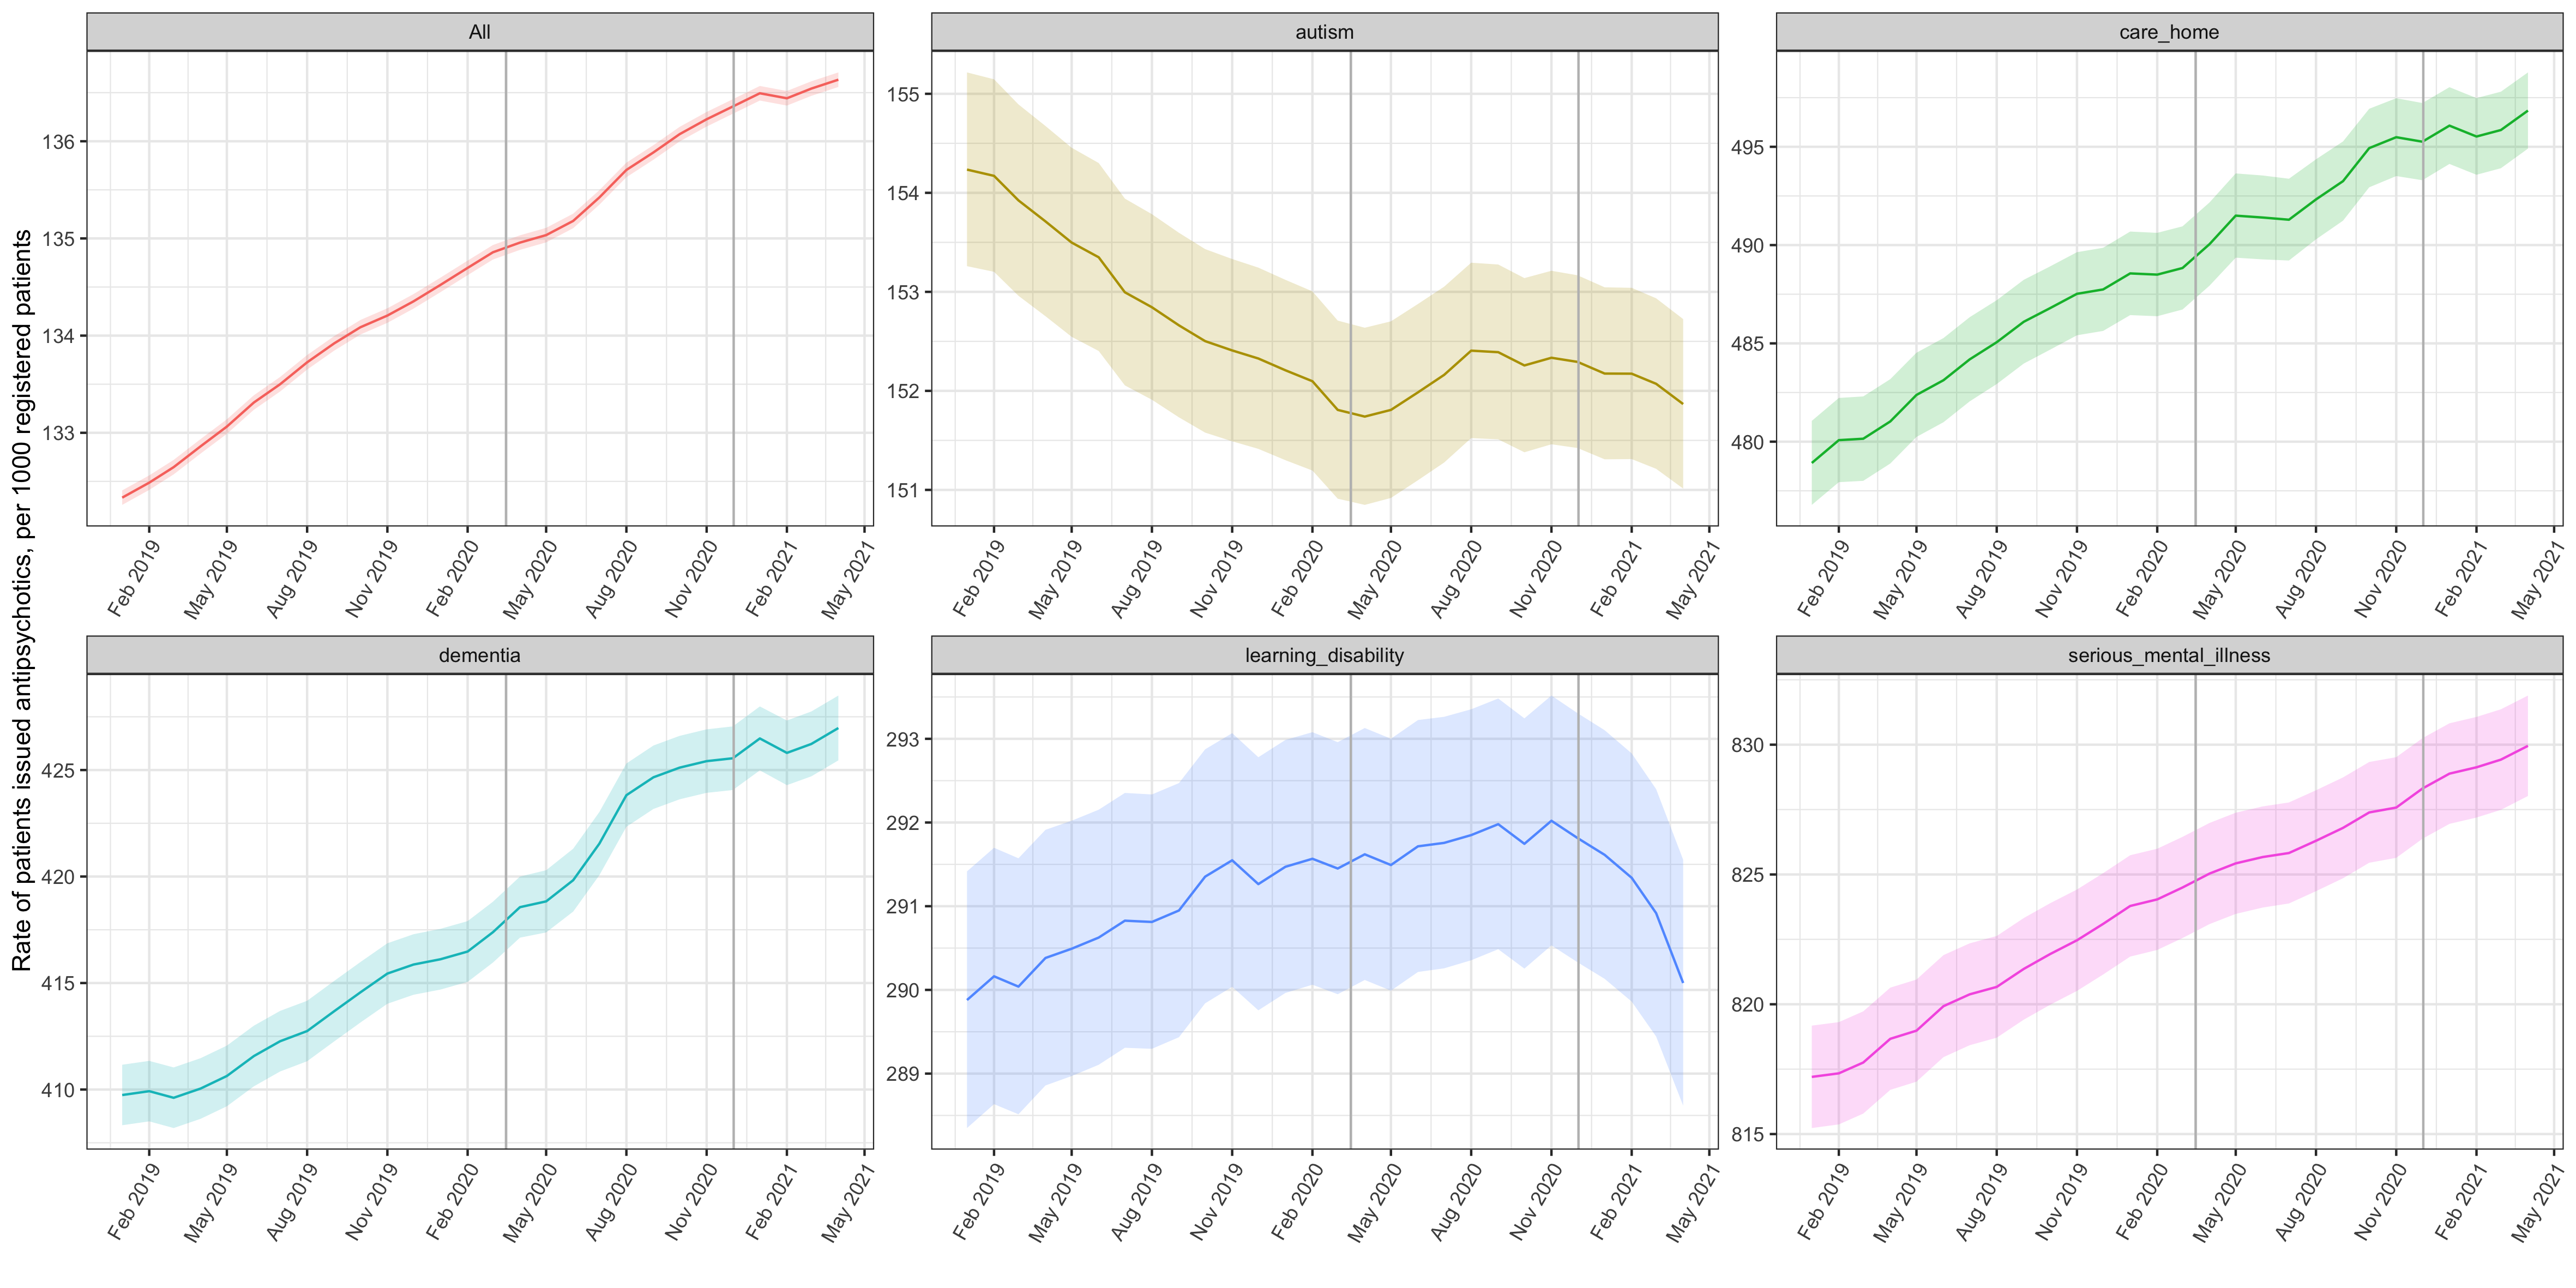 Rate of patients issued antipsychotics, per 1000 registered patients
All
136
135
134
133
Feb 2019
May 2019
Aug 2019
Nov 2019
Feb 2020
May 2020
Aug 2020
Nov 2020
Feb 2021
May 2021
autism
155
154
153
152
151
Feb 2019
May 2019
Aug 2019
Nov 2019
Feb 2020
May 2020
Aug 2020
Nov 2020
Feb 2021
May 2021
care_home
495
490
485
480
Feb 2019
May 2019
Aug 2019
Nov 2019
Feb 2020
May 2020
Aug 2020
Nov 2020
Feb 2021
May 2021
dementia
425
420
415
410
Feb 2019
May 2019
Aug 2019
Nov 2019
Feb 2020
May 2020
Aug 2020
Nov 2020
Feb 2021
May 2021
learning_disability
293
292
291
290
289
Feb 2019
May 2019
Aug 2019
Nov 2019
Feb 2020
May 2020
Aug 2020
Nov 2020
Feb 2021
May 2021
serious_mental_illness
830
825
820
815
Feb 2019
May 2019
Aug 2019
Nov 2019
Feb 2020
May 2020
Aug 2020
Nov 2020
Feb 2021
May 2021